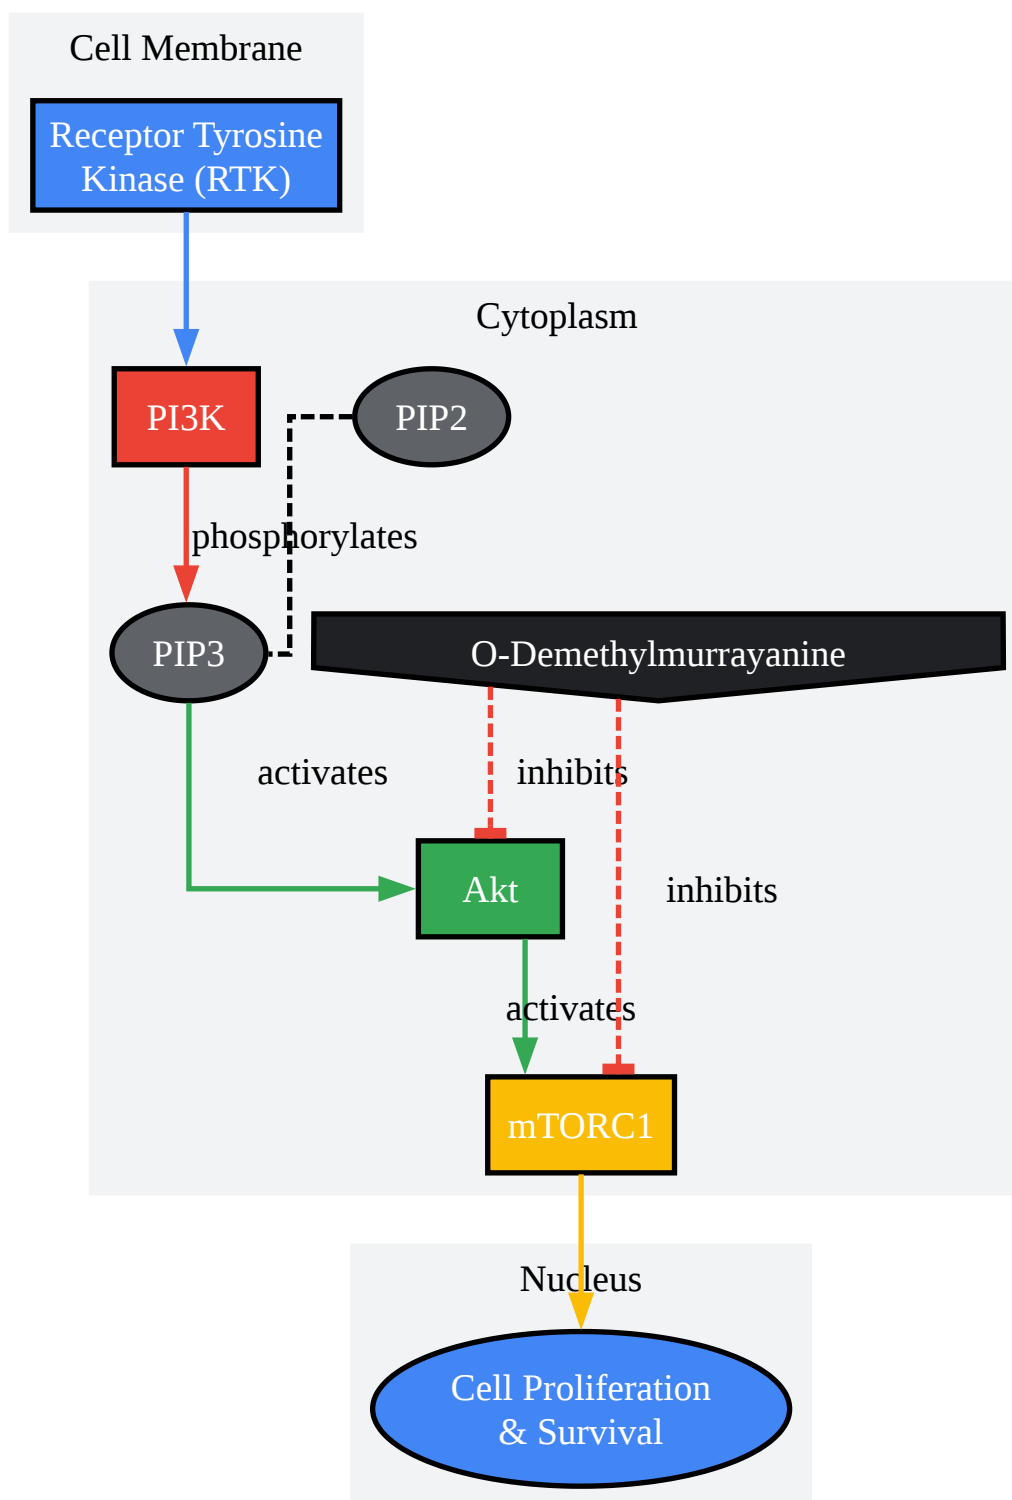 Cell Membrane
Receptor Tyrosine
Kinase (RTK)
Cytoplasm
PI3K
PIP2
phosphorylates
PIP3
O-Demethylmurrayanine
activates
inhibits
Akt
inhibits
activates
mTORC1
Nucleus
Cell Proliferation
& Survival